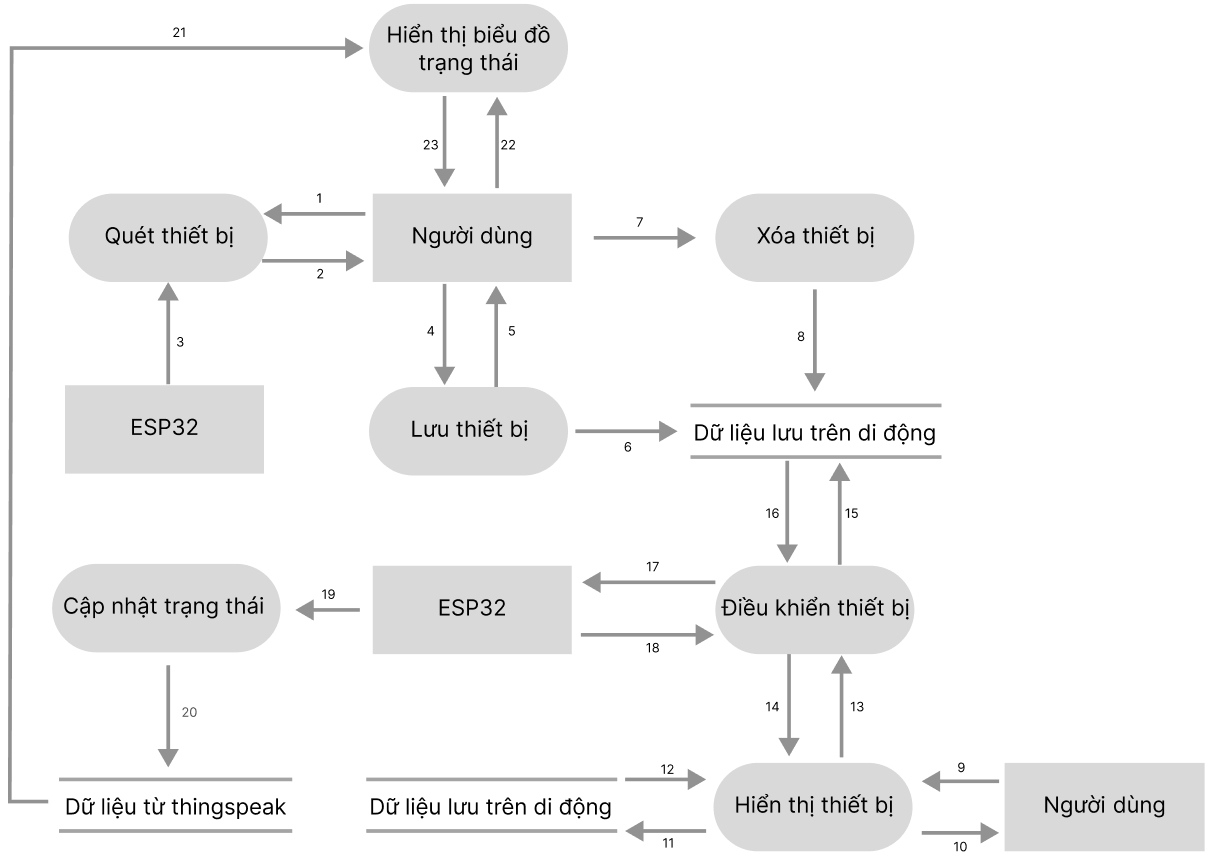 21
Hiển thị biểu đồ
trạng thái
23
22
1
Quét thiết bị
Người dùng
7
Xóa thiết bị
2
3
4
5
8
ESP32
Lưu thiết bị
6
Dữ liệu lưu trên di động
16
15
17
Cập nhật trạng thái
19
ESP32
Điều khiển thiết bị
18
20
14
13
12
9
Dữ liệu từ thingspeak
Dữ liệu lưu trên di động
Hiển thị thiết bị
Người dùng
11
10